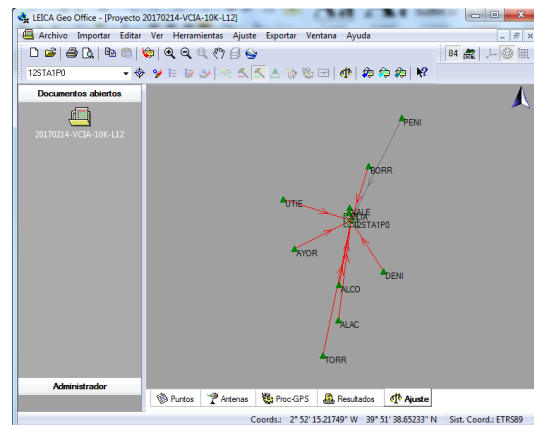 LEICA Geo Office - [Proyecto 20170214-VCIA-10K-L12]
Archivo Importar Editar Ver Herramientas Ajuste Exportar Ventana Ayuda
84
12STA1P0
Documentos abiertos
20170214-VCIA-10K-L12
PENI
BORR
UTIE
VALE
12STA1P0
AYOR
DENI
ALCO
ALAC
TORR
Administrador
Puntos Antenas Proc-GPS Resultados Ajuste
Coords.: 2° 52' 15.21749" W 39° 51' 38.65233" N Sist. Coord.: ETRS89